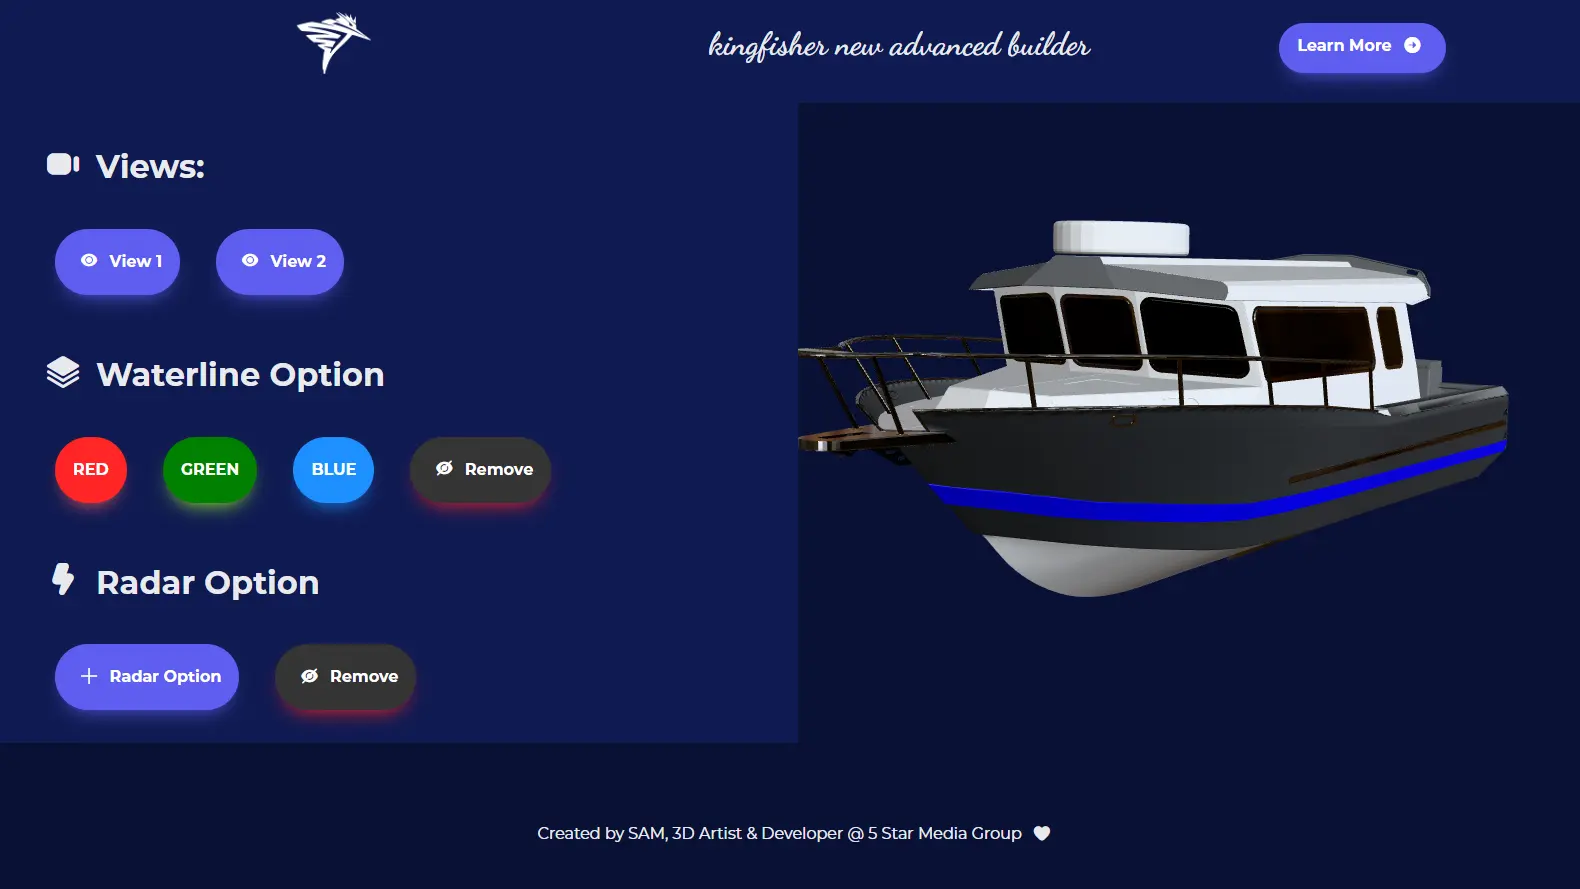 kingfisher new advanced builder
Learn More
Views:
View 1
View 2
Waterline Option
RED
GREEN
BLUE
Remove
Radar Option
Radar Option
Remove
Created by SAM, 3D Artist & Developer @ 5 Star Media Group